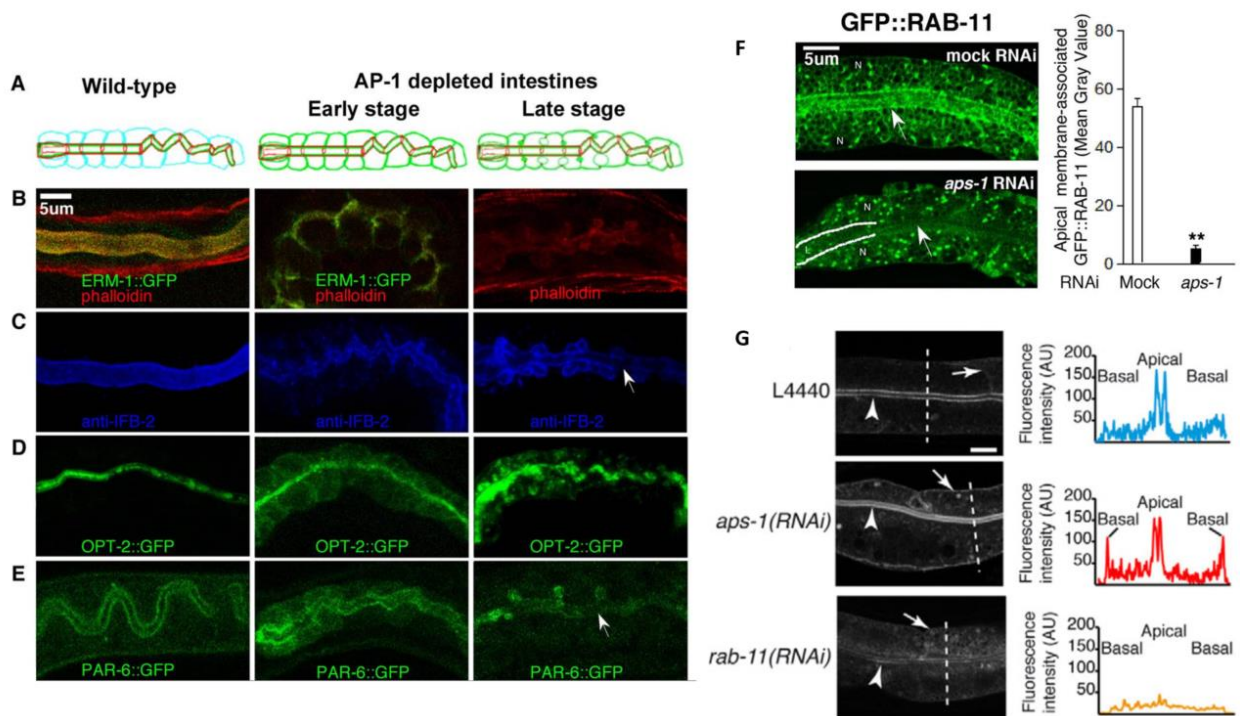 A
Wild-type
AP-1 depleted intestines
Early stage
Late stage
B
5um
ERM-1::GFP
phalloidin
ERM-1::GFP
phalloidin
phalloidin
C
anti-IFB-2
anti-IFB-2
anti-IFB-2
D
OPT-2::GFP
OPT-2::GFP
OPT-2::GFP
E
PAR-6::GFP
PAR-6::GFP
PAR-6::GFP
GFP::RAB-11
F
5um
mock RNAi
N
N
aps-1 RNAi
N
L
N
Apical membrane-associated
GFP::RAB-11 (Mean Gray Value)
80
60
40
20
0
**
RNAi Mock aps-1
G
L4440
Fluorescence
intensity (AU)
200
150
100
50
Apical
Basal
Basal
aps-1(RNAi)
Fluorescence
intensity (AU)
200
150
100
50
Apical
Basal
Basal
rab-11(RNAi)
Fluorescence
intensity (AU)
200
150
100
50
Apical
Basal
Basal